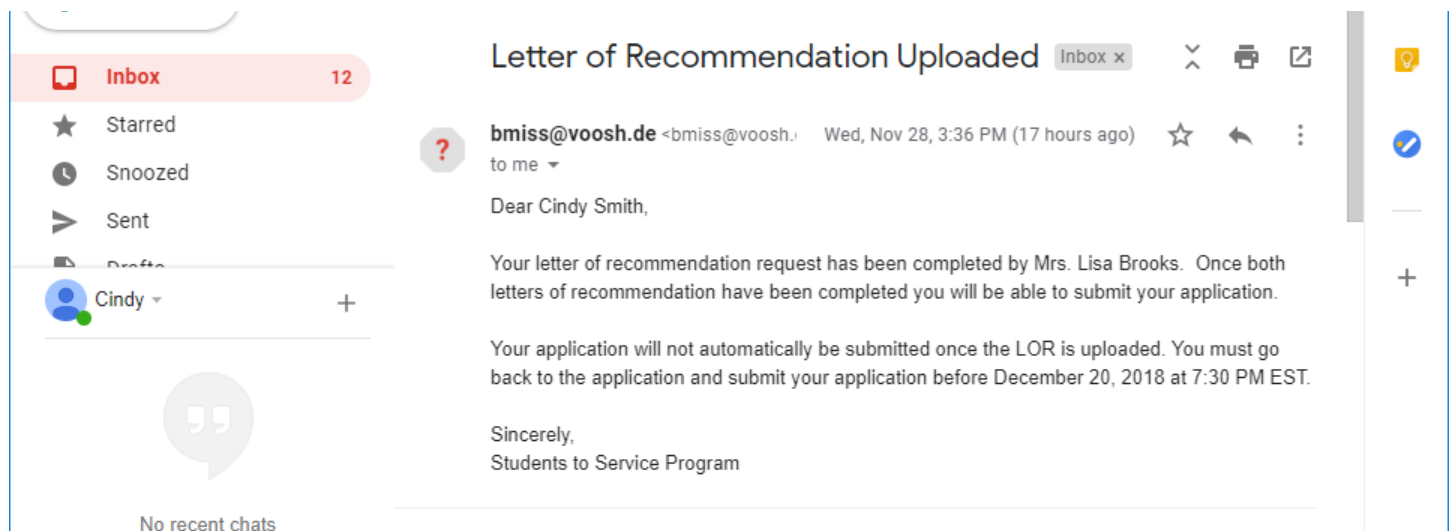 Inbox 12
Starred
Snoozed
Sent
Drafts
Cindy
No recent chats
Letter of Recommendation Uploaded Inbox x
bmiss@voosh.de <bmiss@voosh. Wed, Nov 28, 3:36 PM (17 hours ago)
to me
Dear Cindy Smith,
Your letter of recommendation request has been completed by Mrs. Lisa Brooks. Once both
letters of recommendation have been completed you will be able to submit your application.
Your application will not automatically be submitted once the LOR is uploaded. You must go
back to the application and submit your application before December 20, 2018 at 7:30 PM EST.
Sincerely,
Students to Service Program